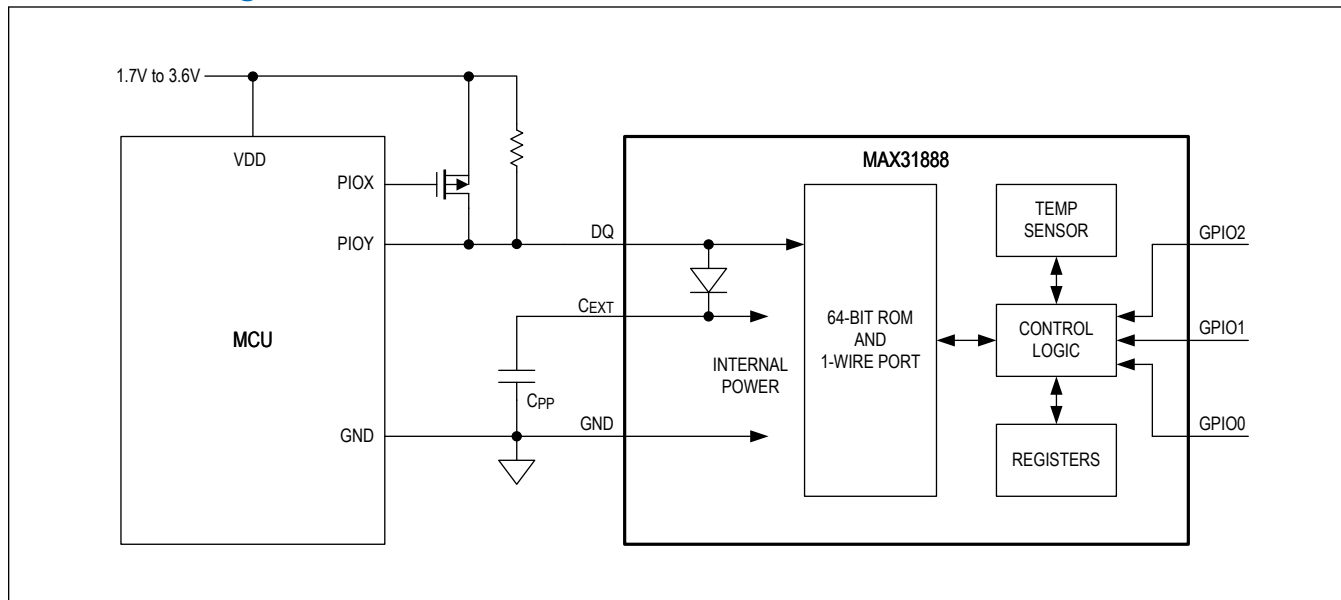 1.7V to 3.6V
VDD
PIOX
PIOY
MCU
GND
DQ
CEXT
CPP
GND
MAX31888
INTERNAL
POWER
64-BIT ROM
AND
1-WIRE PORT
TEMP
SENSOR
CONTROL
LOGIC
REGISTERS
GPIO2
GPIO1
GPIO0